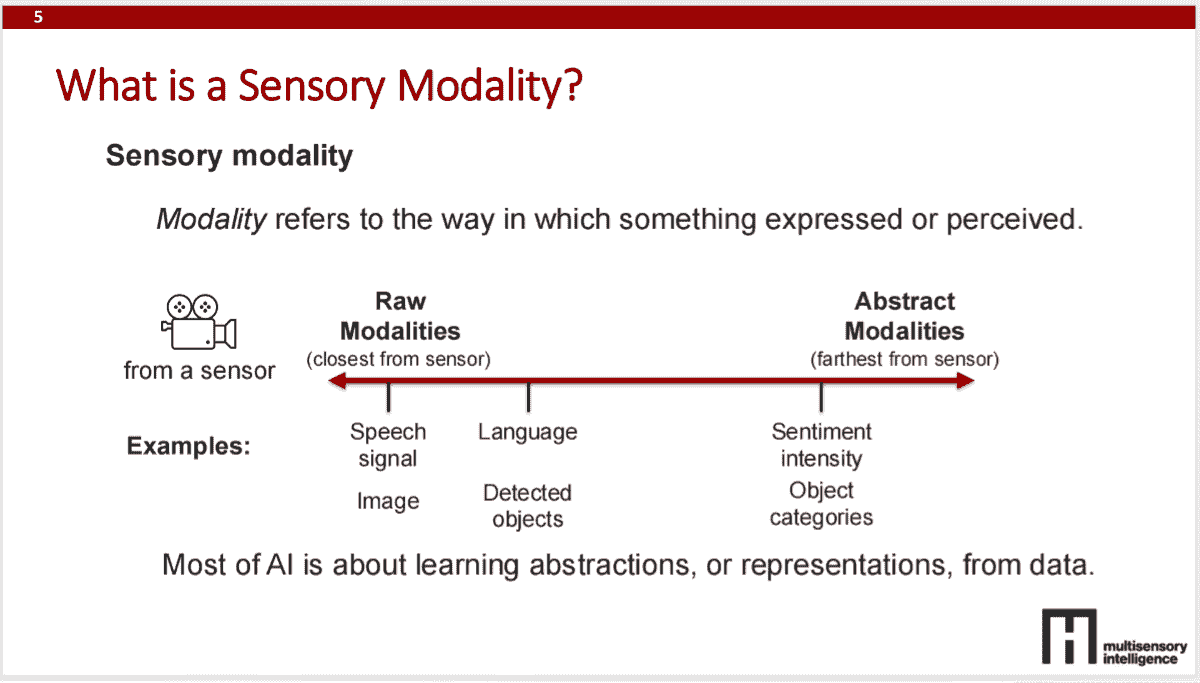 5
What is a Sensory Modality?
Sensory modality
Modality refers to the way in which something expressed or perceived.
Raw
Modalities
(closest from sensor)
Abstract
Modalities
(farthest from sensor)
from a sensor
Examples:
Speech
signal
Language
Sentiment
intensity
Image
Detected
objects
Object
categories
Most of AI is about learning abstractions, or representations, from data.
multisensory
intelligence